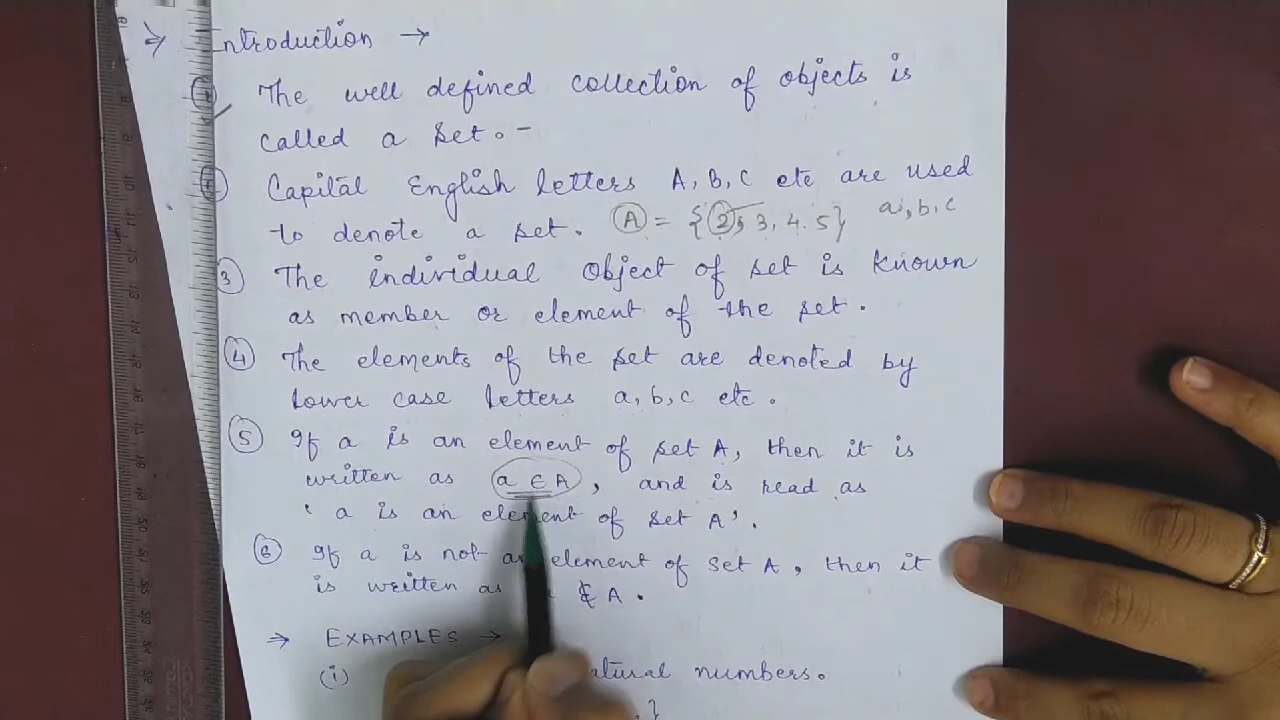 ⇒ Introduction →
① The well defined collection of objects is
called a set. -
② Capital English letters A, B, C etc are used
to denote a set. A = {2, 3, 4. 5} a, b, c
③ The individual object of set is known
as member or element of the set.
④ The elements of the set are denoted by
lower case letters a, b, c etc.
⑤ If a is an element of set A, then it is
written as a ∈ A, and is read as
' a is an element of set A'.
⑥ If a is not an element of set A, then it
is written as ∉ A.
⇒ EXAMPLES →
(i) numbers.
}